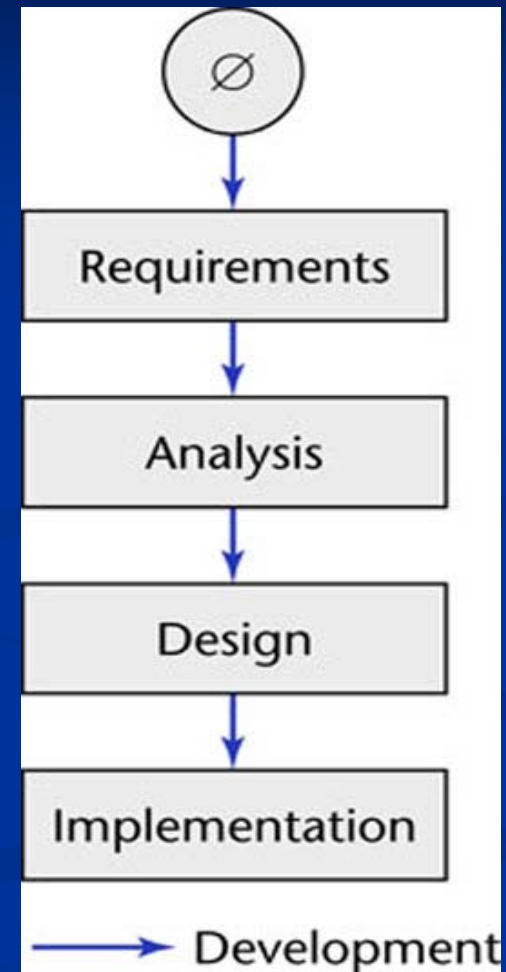 ∅
Requirements
Analysis
Design
Implementation
Development